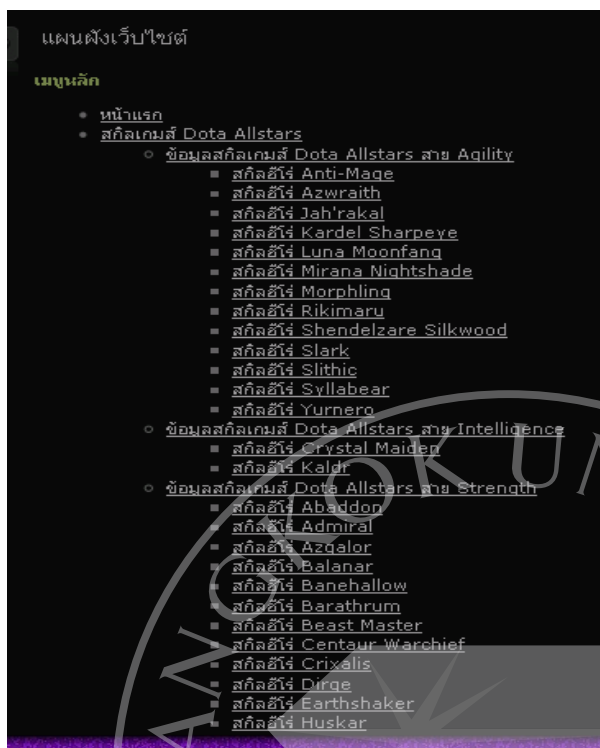 แผนผังเว็บไซต์
เมนูหลัก
หน้าแรก
สกิลเกมส์ Dota Allstars
ข้อมูลสกิลเกมส์ Dota Allstars สาย Agility
สกิลฮีโร่ Anti-Mage
สกิลฮีโร่ Azwraith
สกิลฮีโร่ Jah'rakal
สกิลฮีโร่ Kardel Sharpeye
สกิลฮีโร่ Luna Moonfang
สกิลฮีโร่ Mirana Nightshade
สกิลฮีโร่ Morphling
สกิลฮีโร่ Rikimaru
สกิลฮีโร่ Shendelzare Silkwood
สกิลฮีโร่ Slark
สกิลฮีโร่ Slithic
สกิลฮีโร่ Syllabear
สกิลฮีโร่ Yurnero
ข้อมูลสกิลเกมส์ Dota Allstars สาย Intelligence
สกิลฮีโร่ Crystal Maiden
สกิลฮีโร่ Kaldr
ข้อมูลสกิลเกมส์ Dota Allstars สาย Strength
สกิลฮีโร่ Abaddon
สกิลฮีโร่ Admiral
สกิลฮีโร่ Azgalor
สกิลฮีโร่ Balanar
สกิลฮีโร่ Banehallow
สกิลฮีโร่ Barathrum
สกิลฮีโร่ Beast Master
สกิลฮีโร่ Centaur Warchief
สกิลฮีโร่ Crixalis
สกิลฮีโร่ Dirge
สกิลฮีโร่ Earthshaker
สกิลฮีโร่ Huskar